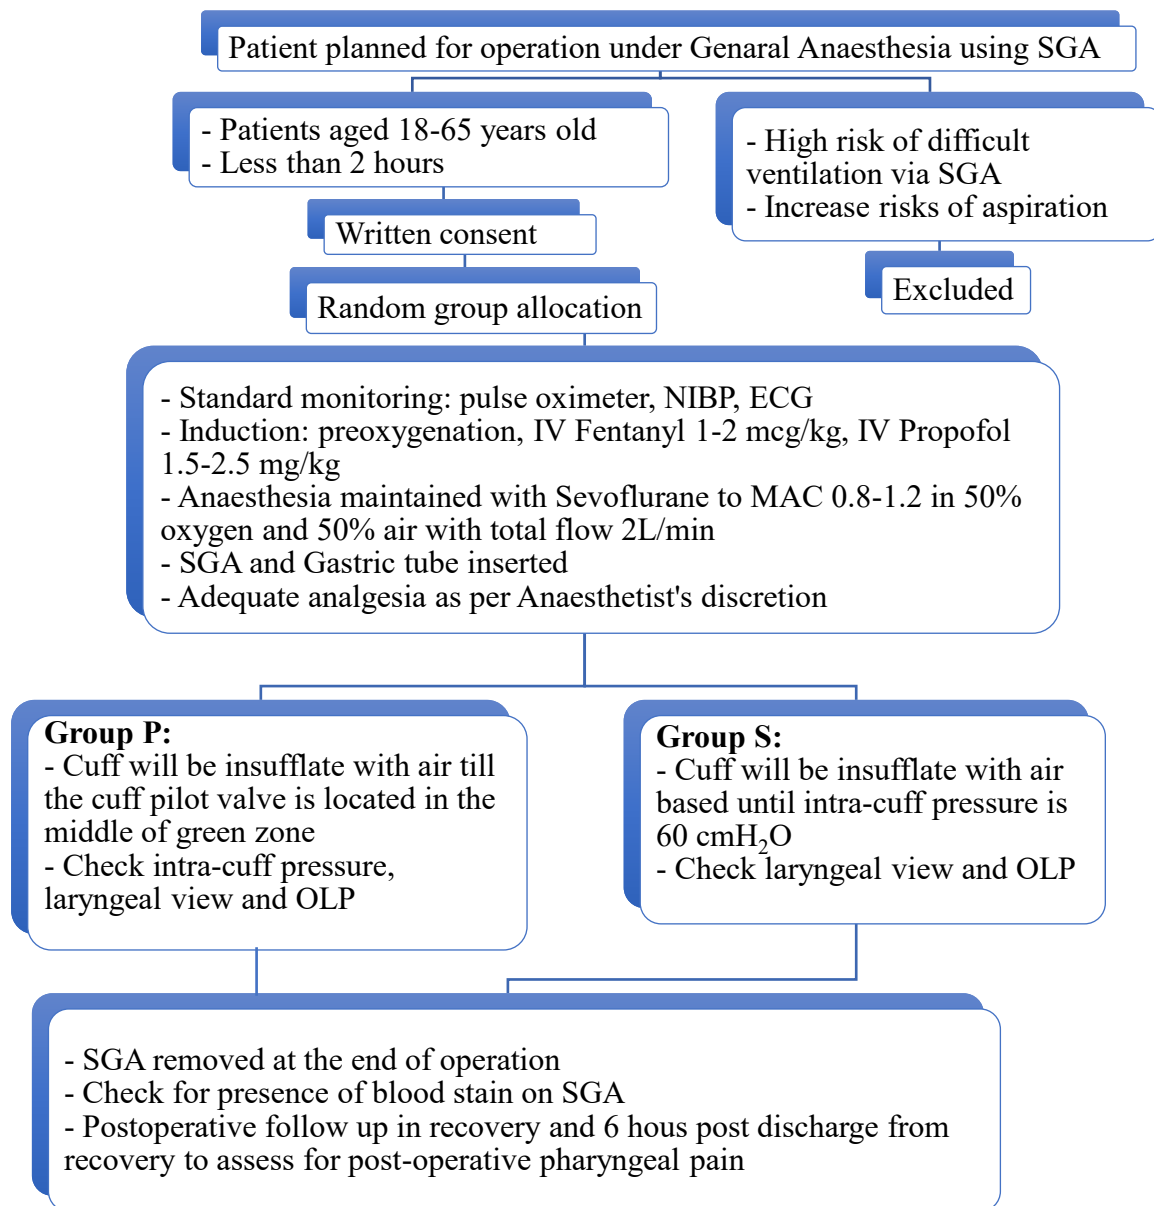 Patient planned for operation under Genaral Anaesthesia using SGA
- Patients aged 18-65 years old
- Less than 2 hours
- High risk of difficult
ventilation via SGA
- Increase risks of aspiration
Written consent
Excluded
Random group allocation
- Standard monitoring: pulse oximeter, NIBP, ECG
- Induction: preoxygenation, IV Fentanyl 1-2 mcg/kg, IV Propofol
1.5-2.5 mg/kg
- Anaesthesia maintained with Sevoflurane to MAC 0.8-1.2 in 50%
oxygen and 50% air with total flow 2L/min
- SGA and Gastric tube inserted
- Adequate analgesia as per Anaesthetist's discretion
Group P:
- Cuff will be insufflate with air till
the cuff pilot valve is located in the
middle of green zone
- Check intra-cuff pressure,
laryngeal view and OLP
Group S:
- Cuff will be insufflate with air
based until intra-cuff pressure is
60 cmH₂O
- Check laryngeal view and OLP
- SGA removed at the end of operation
- Check for presence of blood stain on SGA
- Postoperative follow up in recovery and 6 hous post discharge from
recovery to assess for post-operative pharyngeal pain